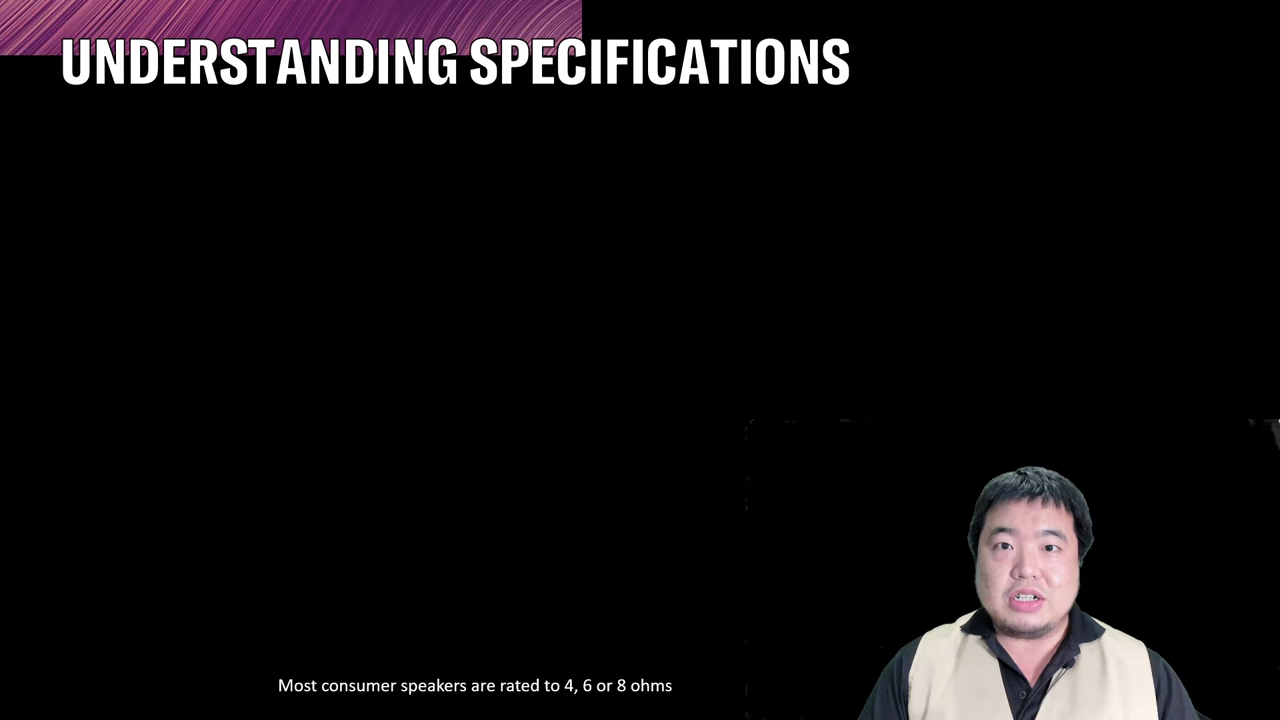 UNDERSTANDING SPECIFICATIONS
Most consumer speakers are rated to 4, 6 or 8 ohms